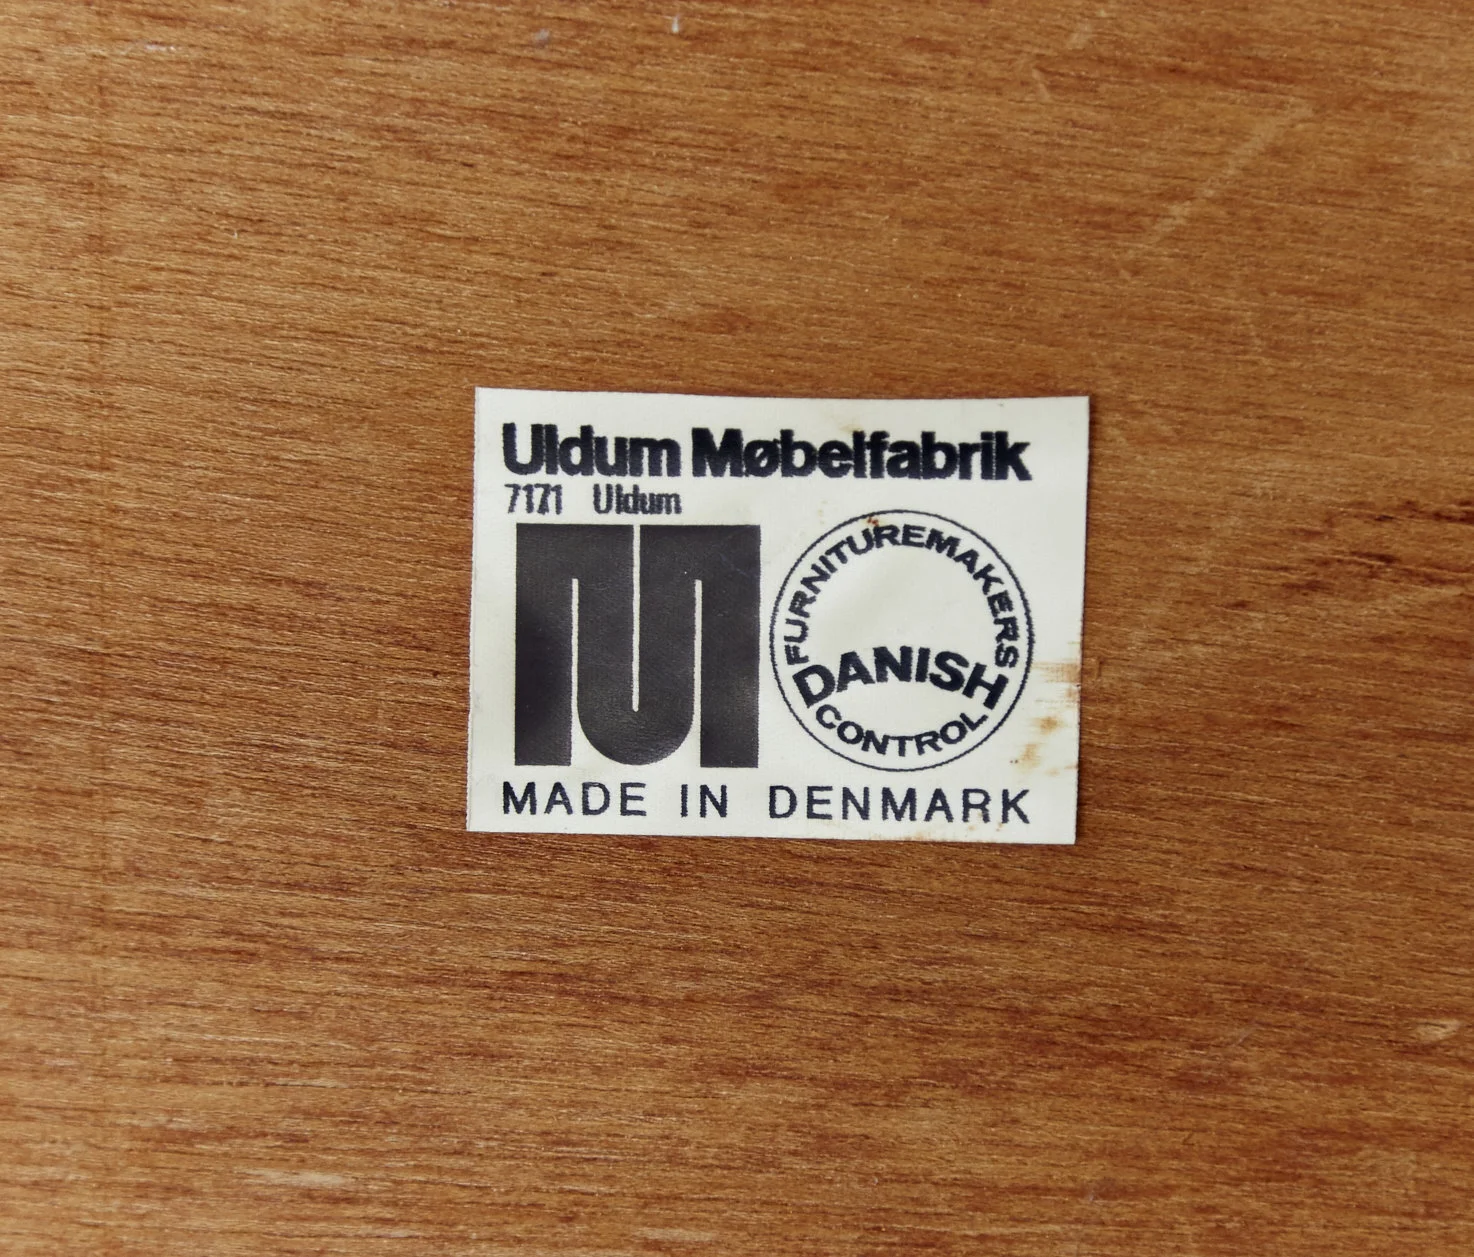 Uldum Møbelfabrik
7171 Uldum
FURNITUREMAKERS
DANISH
CONTROL
MADE IN DENMARK